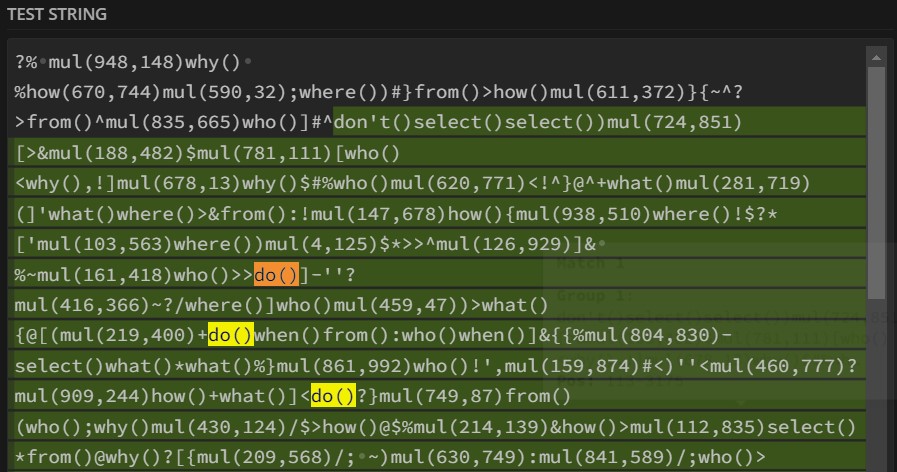 TEST STRING
?% mul(948,148)why() 
%how(670,744)mul(590,32);where())#}from()>how()mul(611,372)}{~^?
>from()^mul(835,665)who()]#^don't()select()select())mul(724,851)
[>&mul(188,482)$mul(781,111)[who()
<why(),!]mul(678,13)why()$#%who()mul(620,771)<!^}@^+what()mul(281,719)
(]'what()where()>&from():!mul(147,678)how(){mul(938,510)where()!$?*
['mul(103,563)where())mul(4,125)$*>>^mul(126,929)]& 
%~mul(161,418)who()>>do()]-''?
mul(416,366)~?/where()]who()mul(459,47))>what()
{@[(mul(219,400)+do()when()from():who()when()]&{{%mul(804,830)-
select()what()*what()%}mul(861,992)who()!',mul(159,874)#<)''<mul(460,777)?
mul(909,244)how()+what()]<do()?}mul(749,87)from()
(who();why()mul(430,124)/$>how()@$%mul(214,139)&how()>mul(112,835)select()
*from()@why()?[{mul(209,568)/; ~)mul(630,749):mul(841,589)/;who()>